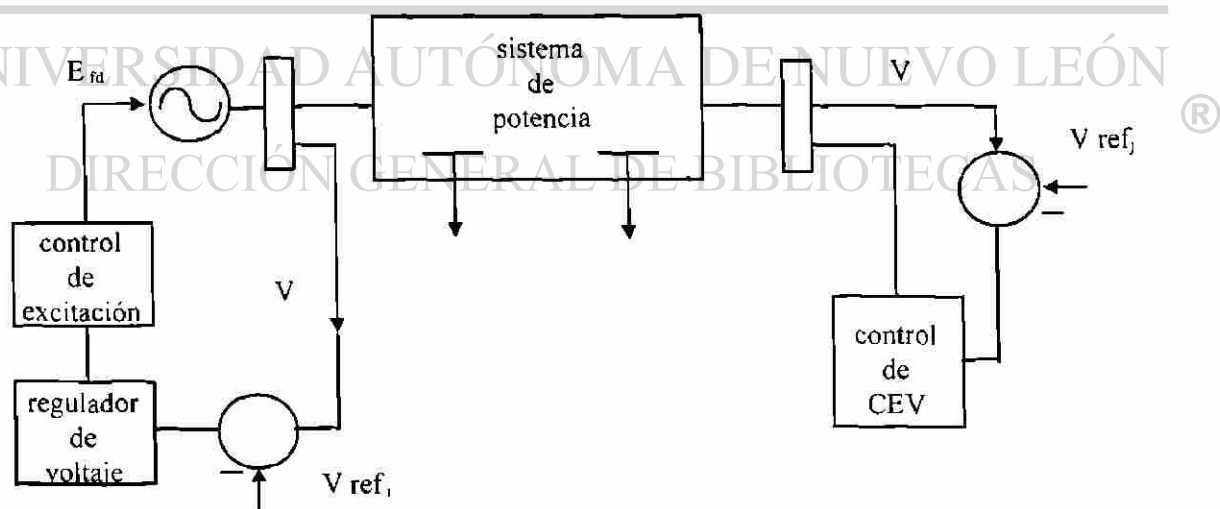 UNIVERSIDAD AUTÓNOMA DE NUEVO LEÓN
®
DIRECCIÓN GENERAL DE BIBLIOTECAS
E fd
sistema
de
potencia
V
V ref j
control
de
excitación
V
control
de
CEV
regulador
de
voltaje
V ref i